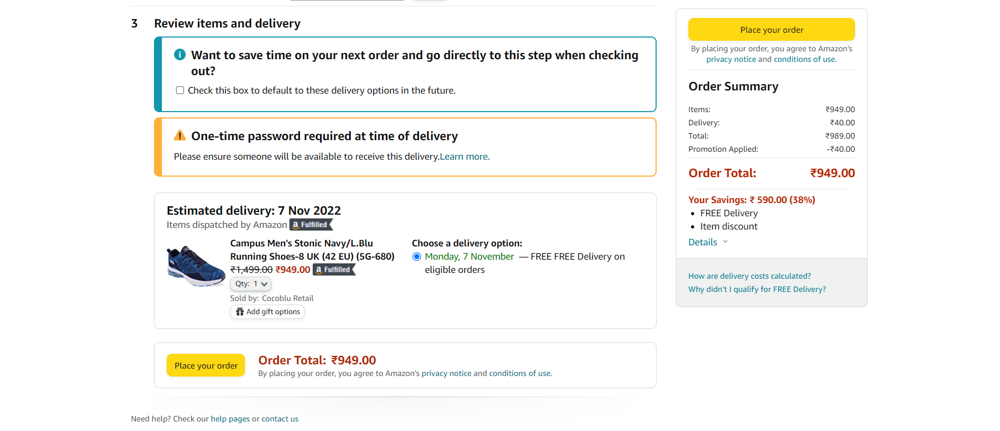 3 Review items and delivery
Want to save time on your next order and go directly to this step when checking
out?
Check this box to default to these delivery options in the future.
One-time password required at time of delivery
Please ensure someone will be available to receive this delivery.Learn more.
Estimated delivery: 7 Nov 2022
Items dispatched by Amazon a Fulfilled
Campus Men's Stonic Navy/L.Blu
Running Shoes-8 UK (42 EU) (5G-680)
₹1,499.00 ₹949.00 a Fulfilled
Qty: 1
Sold by: Cocoblu Retail
Add gift options
Choose a delivery option:
Monday, 7 November — FREE FREE Delivery on
eligible orders
Place your order
Order Total: ₹949.00
By placing your order, you agree to Amazon's privacy notice and conditions of use.
Need help? Check our help pages or contact us
Place your order
By placing your order, you agree to Amazon's
privacy notice and conditions of use.
Order Summary
Items: ₹949.00
Delivery: ₹40.00
Total: ₹989.00
Promotion Applied: -₹40.00
Order Total: ₹949.00
Your Savings: ₹ 590.00 (38%)
• FREE Delivery
• Item discount
Details
How are delivery costs calculated?
Why didn't I qualify for FREE Delivery?